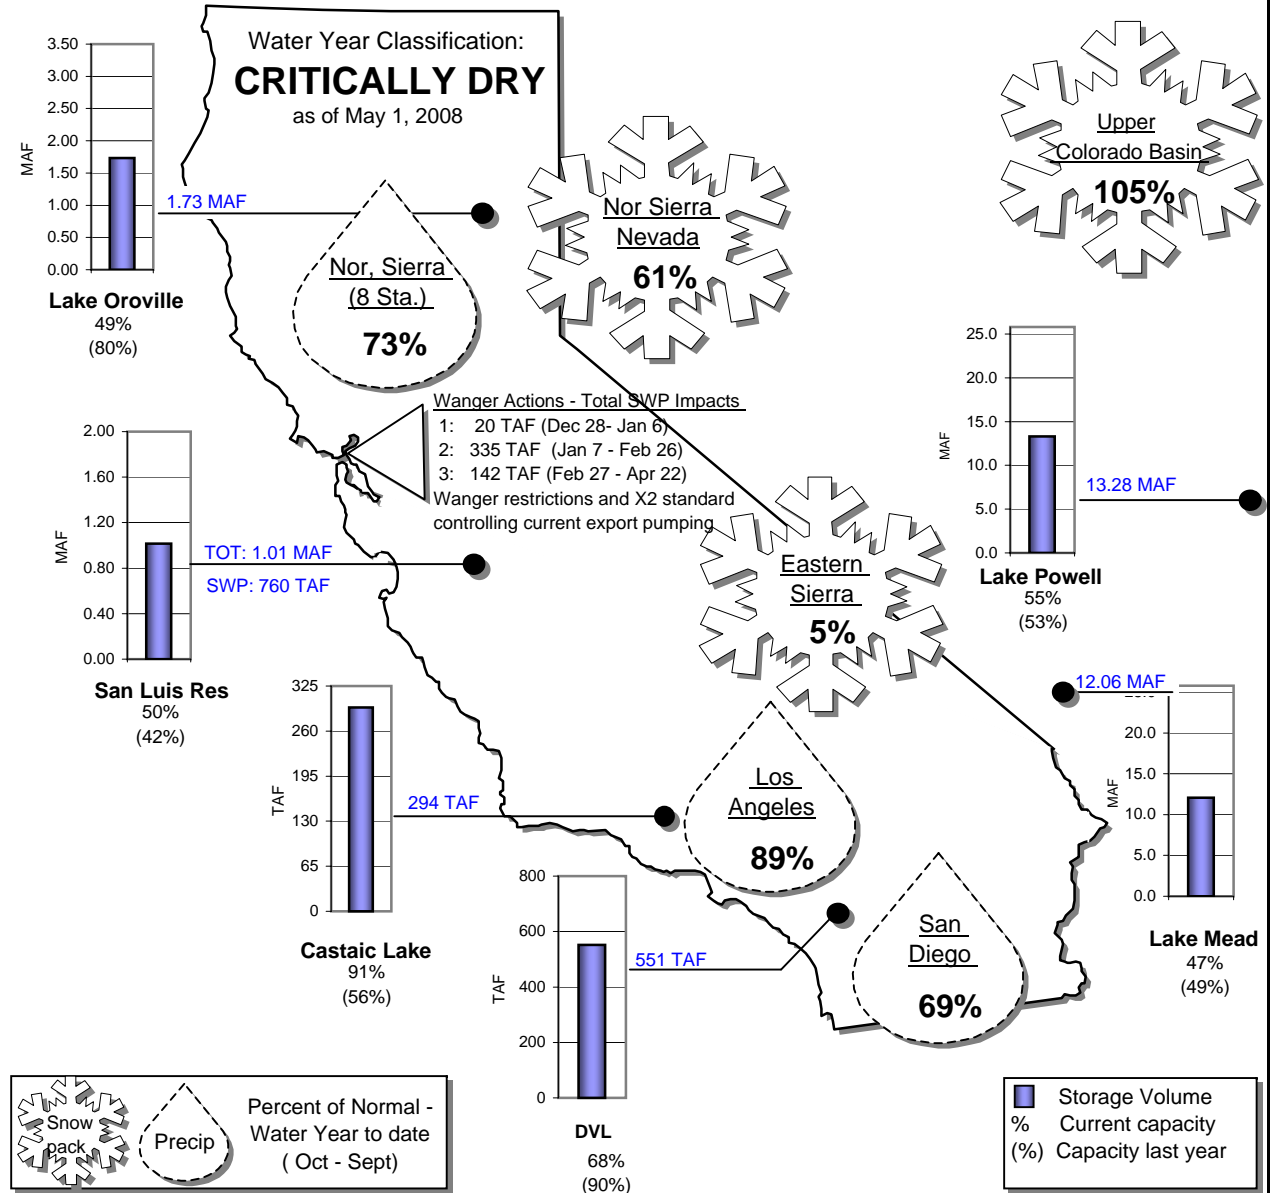 Water Year Classification:
CRITICALLY DRY
as of May 1, 2008
3.50
3.00
2.50
2.00
1.50
1.00
0.50
0.00
MAF
1.73 MAF
Lake Oroville
49%
(80%)
Nor, Sierra
(8 Sta.)
73%
Nor Sierra
Nevada
61%
Upper
Colorado Basin
105%
Wanger Actions - Total SWP Impacts
1: 20 TAF (Dec 28- Jan 6)
2: 335 TAF (Jan 7 - Feb 26)
3: 142 TAF (Feb 27 - Apr 22)
Wanger restrictions and X2 standard
controlling current export pumping
25.0
20.0
15.0
10.0
5.0
0.0
MAF
13.28 MAF
Lake Powell
55%
(53%)
2.00
1.60
1.20
0.80
0.40
0.00
MAF
TOT: 1.01 MAF
SWP: 760 TAF
San Luis Res
50%
(42%)
Eastern
Sierra
5%
12.06 MAF
20.0
15.0
10.0
5.0
0.0
MAF
Lake Mead
47%
(49%)
325
260
195
130
65
0
TAF
294 TAF
Castaic Lake
91%
(56%)
Los
Angeles
89%
800
600
400
200
0
TAF
551 TAF
DVL
68%
(90%)
San
Diego
69%
Snow
pack
Precip
Percent of Normal -
Water Year to date
( Oct - Sept)
Storage Volume
% Current capacity
(%) Capacity last year